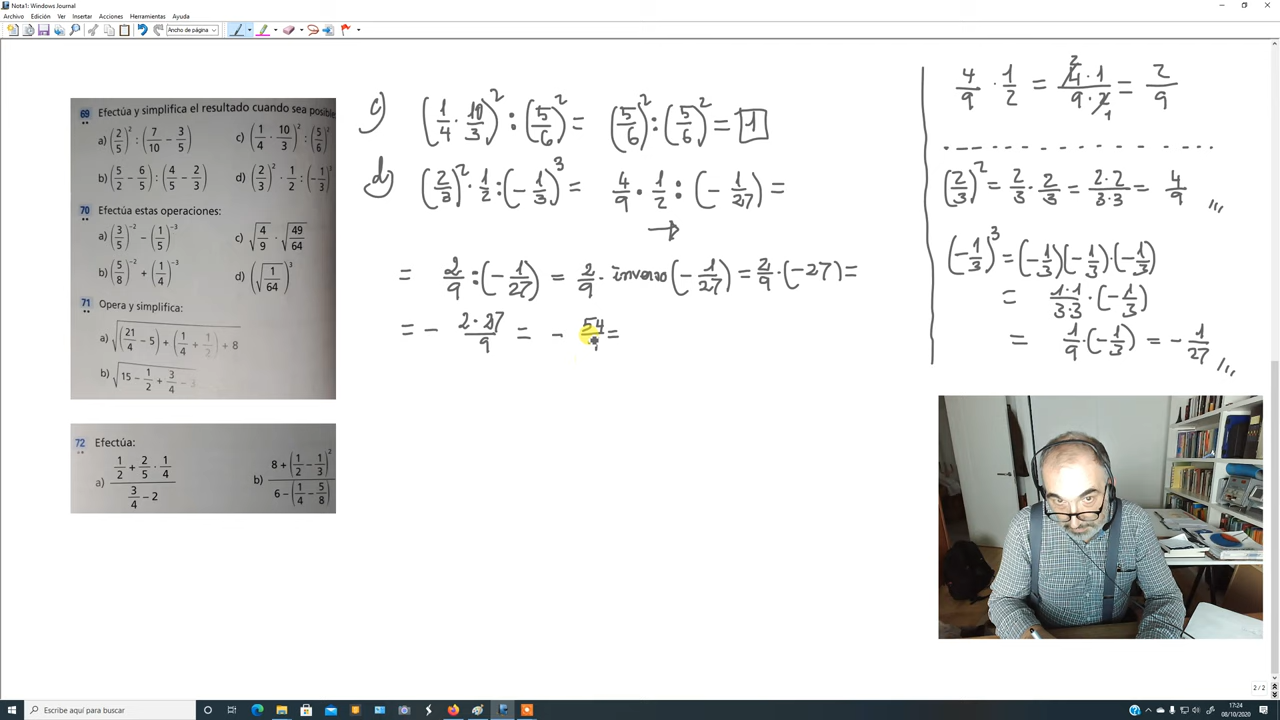 Nota1: Windows Journal
Archivo Edición Ver Insertar Acciones Herramientas Ayuda
Ancho de página
69 Efectúa y simplifica el resultado cuando sea posible
a) (2/5)² : (7/10 − 3/5) c) (1/4 · 10/3)² : (5/6)²
b) (5/2 − 6/5) : (4/5 − 2/3) d) (2/3)² · 1/2 : (−1/3)³
70 Efectúa estas operaciones:
a) (3/5)⁻² − (1/5)⁻³ c) √(4/9) · √(49/64)
b) (5/8)⁻² + (1/4)⁻³ d) (√(1/64))³
71 Opera y simplifica:
a) √((21/4 − 5) + (1/4 + 1/2) + 8)
b) √(15 − 1/2 + 3/4 − 3
72 Efectúa:
a) (1/2 + 2/5 · 1/4)/(3/4 − 2) b) (8 + (1/2 − 1/3)²)/(6 − (1/4 − 5/8)
c) (1/4 · 10/3)² : (5/6)² = (5/6)² : (5/6)² = 1
d) (2/3)² · 1/2 : (−1/3)³ = 4/9 · 1/2 : (−1/27) =
→
= 2/9 : (−1/27) = 2/9 · inverso (−1/27) = 2/9 · (−27) =
= − 2·27/9 = − 54/9 =
4/9 · 1/2 = 4·1/9·2 = 2/9
2
1
(2/3)² = 2/3 · 2/3 = 2·2/3·3 = 4/9 ,,,
(−1/3)³ = (−1/3)(−1/3)·(−1/3)
= 1·1/3·3 · (−1/3)
= 1/9 · (−1/3) = − 1/27 ,,,
2 / 2
Escribe aquí para buscar
17:24
08/10/2020